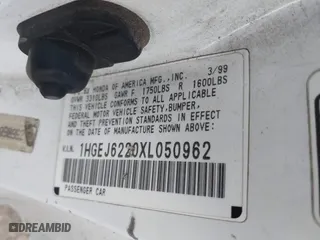 HONDA OF AMERICA MFG.,INC. 3/99
GVWR 3310LBS GAWR F 1750LBS R 1600LBS
THIS VEHICLE CONFORMS TO ALL APPLICABLE
FEDERAL MOTOR VEHICLE SAFETY,BUMPER,
AND THEFT PREVENTION STANDARDS IN
EFFECT ON THE DATE OF MANUFACTURE
SHOWN ABOVE.
V.I.N. 1HGEJ6220XL050962
PASSENGER CAR
DREAMBID